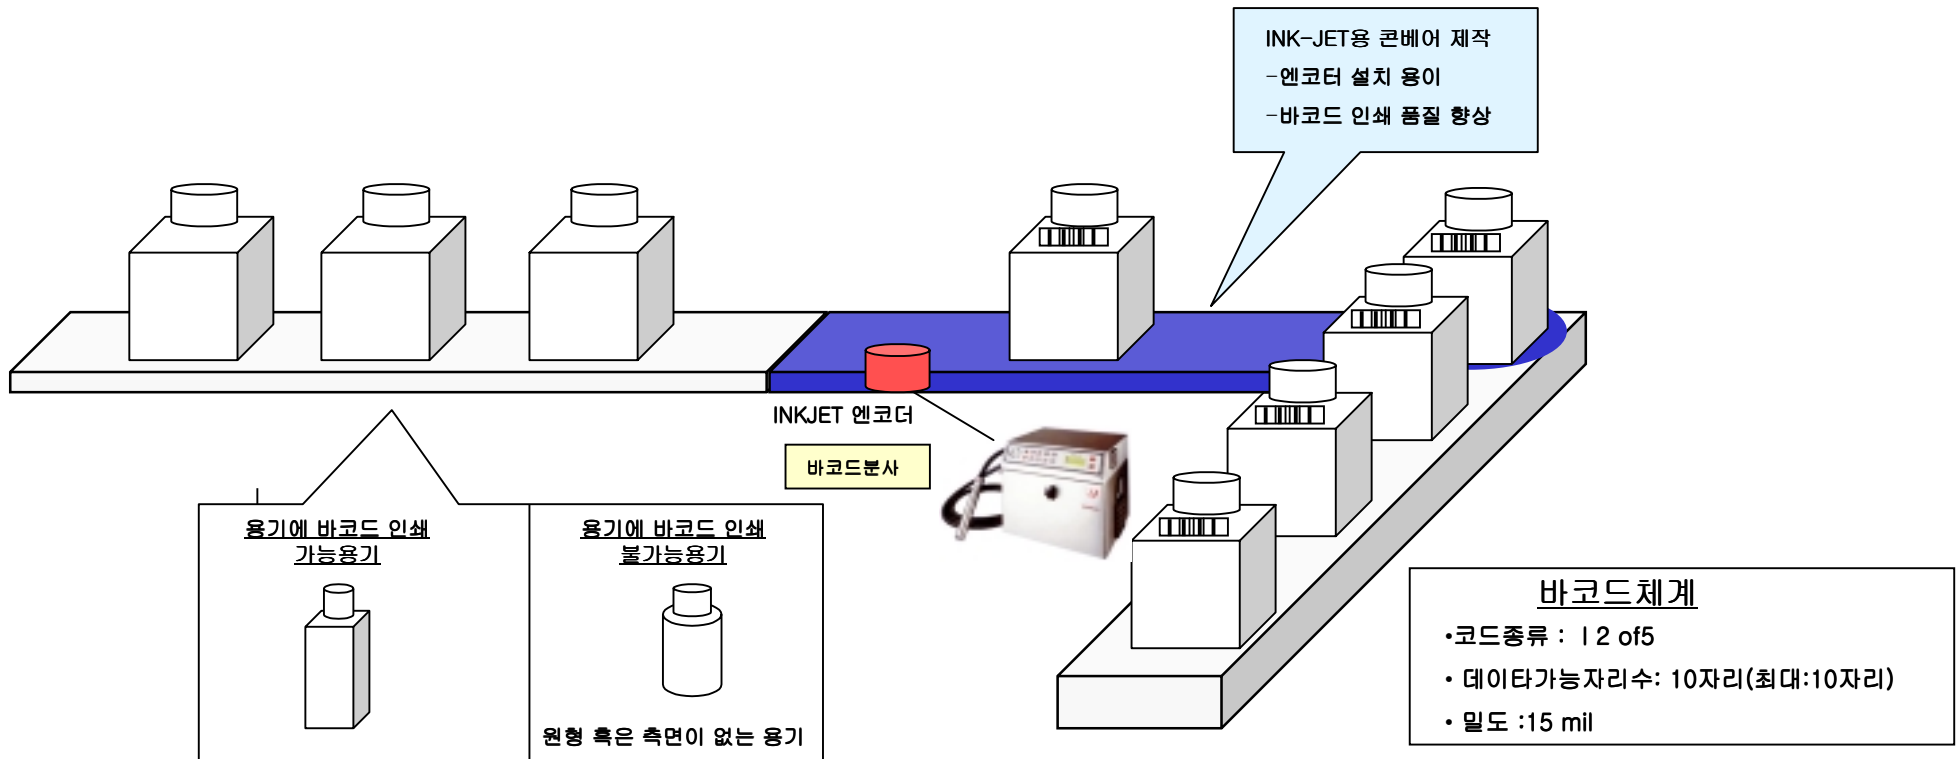 INK-JET용 콘베어 제작
-엔코터 설치 용이
-바코드 인쇄 품질 향상
INKJET 엔코더
바코드분사
용기에 바코드 인쇄
가능용기
용기에 바코드 인쇄
불가능용기
원형 혹은 측면이 없는 용기
바코드체계
•코드종류 : I 2 of5
• 데이타가능자리수: 10자리(최대:10자리)
• 밀도 :15 mil